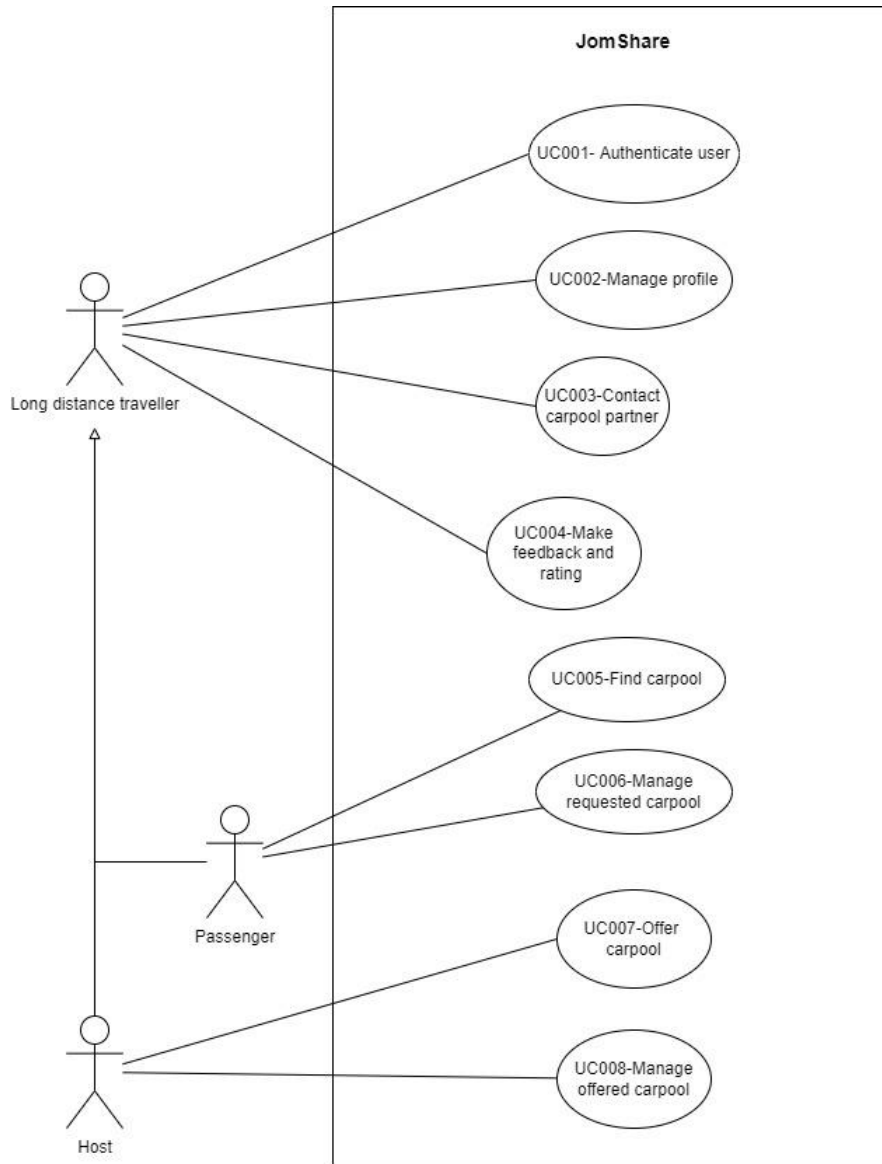 JomShare
UC001- Authenticate user
UC002-Manage profile
Long distance traveller
UC003-Contact
carpool partner
UC004-Make
feedback and
rating
UC005-Find carpool
UC006-Manage
requested carpool
Passenger
UC007-Offer
carpool
UC008-Manage
offered carpool
Host